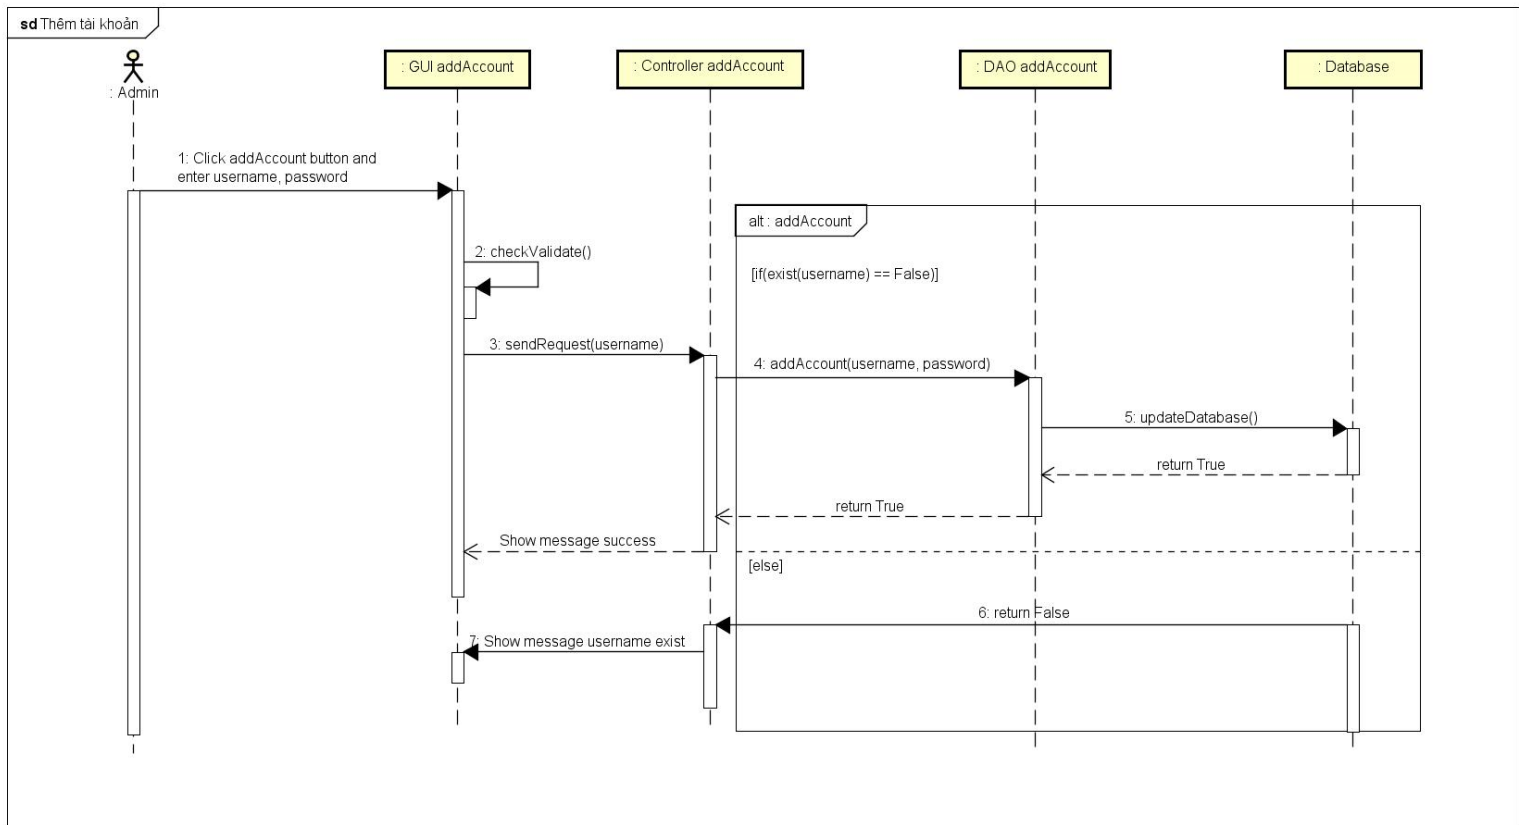 sd Thêm tài khoản
: Admin
: GUI addAccount
: Controller addAccount
: DAO addAccount
: Database
1: Click addAccount button and
enter username, password
alt : addAccount
2: checkValidate()
[if(exist(username) == False)]
3: sendRequest(username)
4: addAccount(username, password)
5: updateDatabase()
return True
return True
Show message success
[else]
6: return False
7: Show message username exist